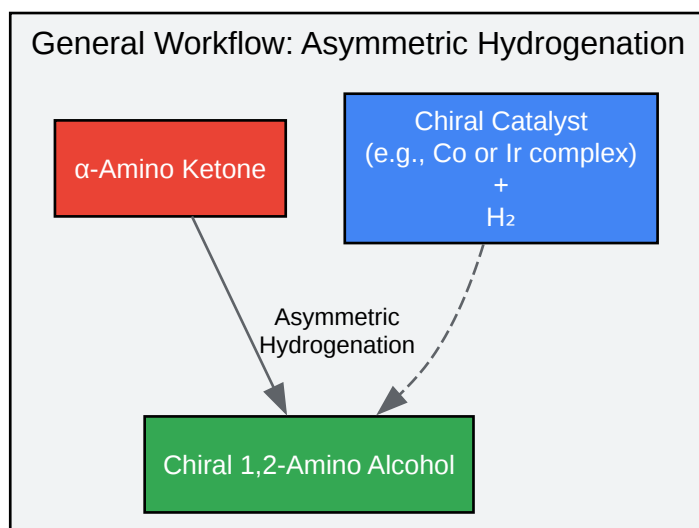 General Workflow: Asymmetric Hydrogenation
α-Amino Ketone
Chiral Catalyst
(e.g., Co or Ir complex)
+
H₂
Asymmetric
Hydrogenation
Chiral 1,2-Amino Alcohol